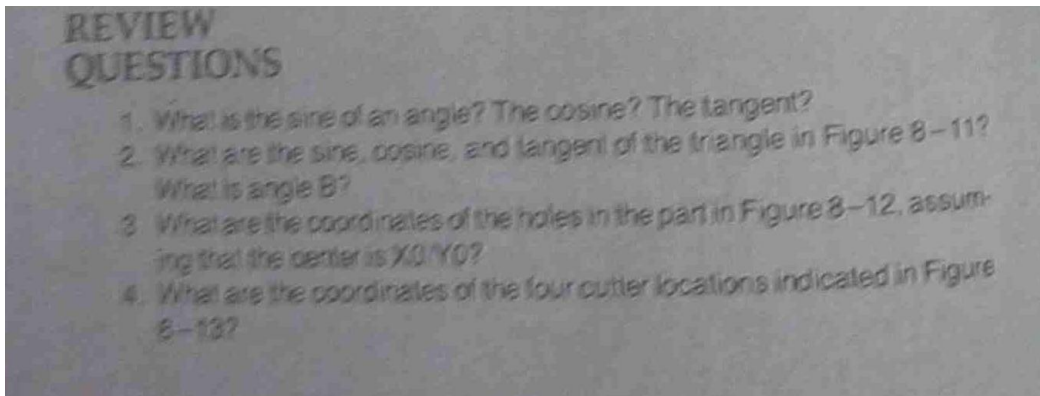 REVIEW
QUESTIONS
1. What is the sine of an angle? The cosine? The tangent?
2. What are the sine, cosine, and tangent of the triangle in Figure 8–11?
What is angle B?
3 What are the coordinates of the holes in the part in Figure 8–12, assum-
ing that the center is X0/Y0?
4. What are the coordinates of the four cutter locations indicated in Figure
8–13?